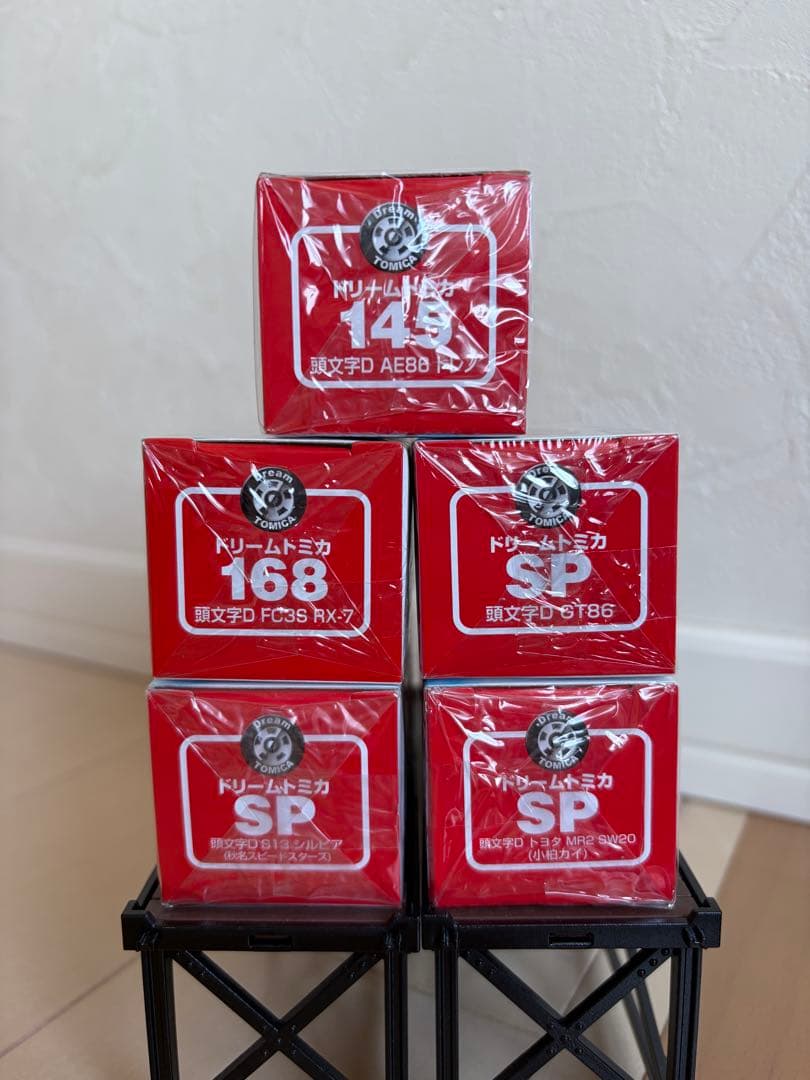 Dream
TOMICA
ドリームトミカ
145
頭文字D AE86 トレノ
Dream
TOMICA
ドリームトミカ
168
頭文字D FC3S RX-7
Dream
TOMICA
ドリームトミカ
SP
頭文字D GT86
Dream
TOMICA
ドリームトミカ
SP
頭文字D S13 シルビア
(秋名スピードスターズ)
Dream
TOMICA
ドリームトミカ
SP
頭文字D トヨタ MR2 SW20
(小柏カイ)